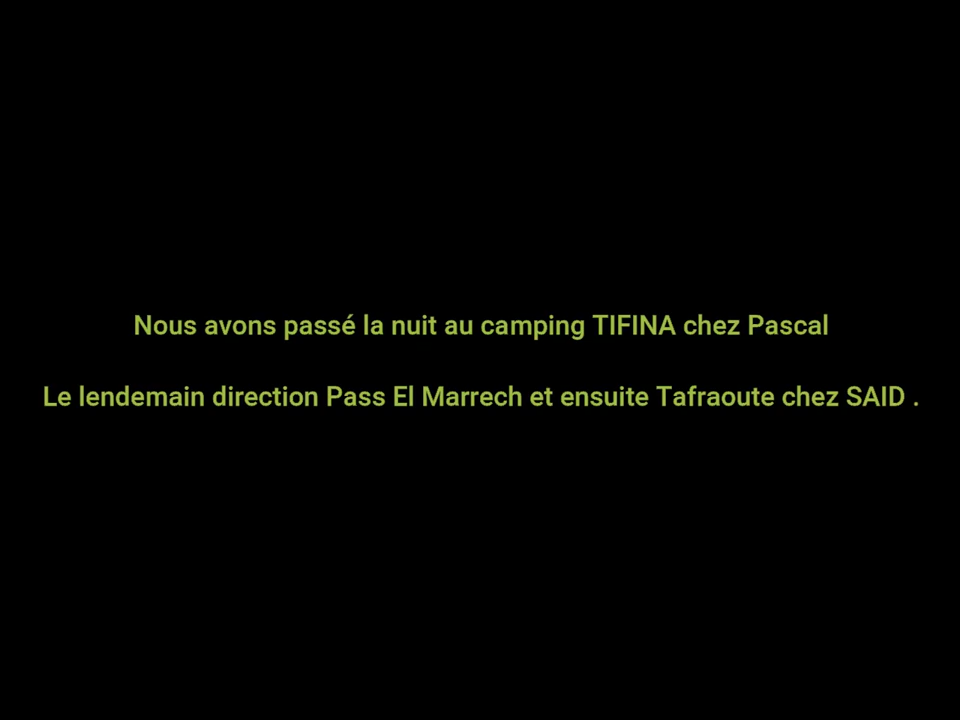 Nous avons passé la nuit au camping TIFINA chez Pascal
Le lendemain direction Pass El Marrech et ensuite Tafraoute chez SAID .